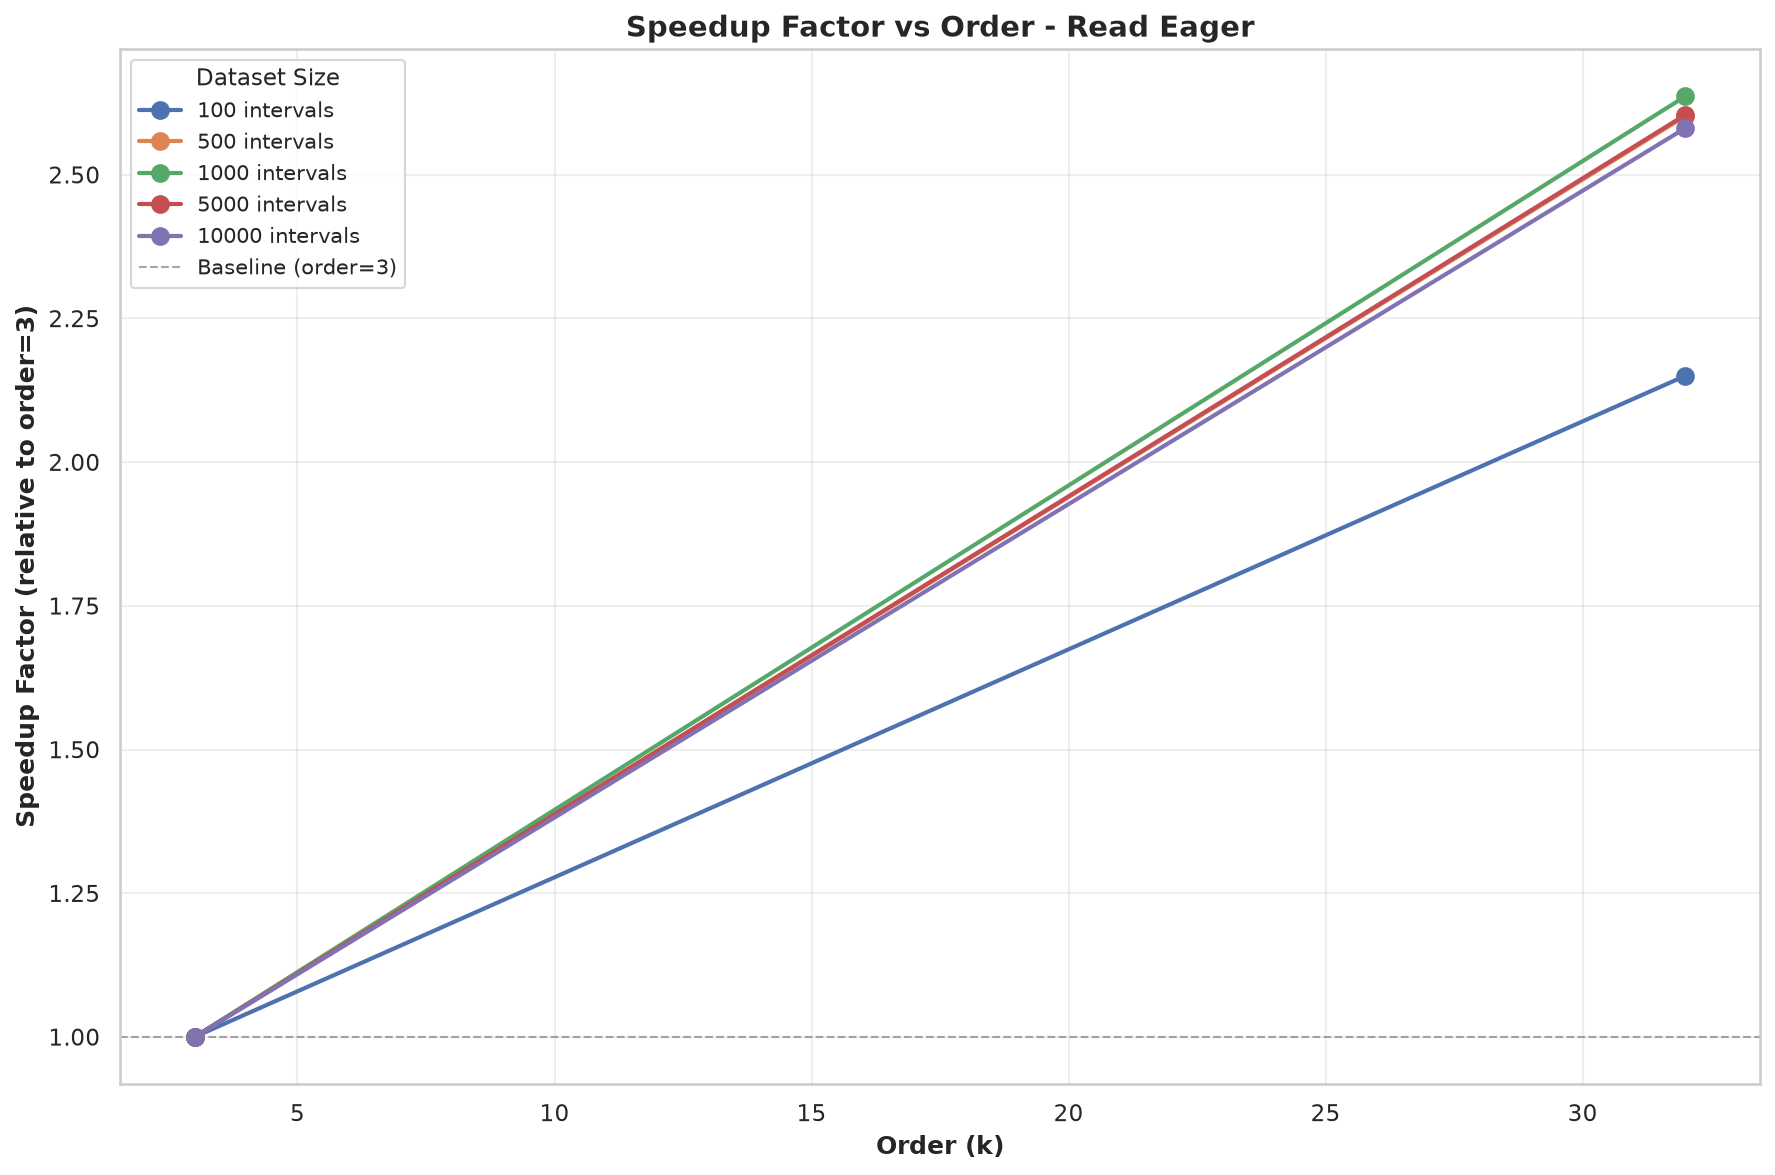 Speedup Factor vs Order - Read Eager
Dataset Size
100 intervals
500 intervals
1000 intervals
5000 intervals
10000 intervals
Baseline (order=3)
Speedup Factor (relative to order=3)
2.50
2.25
2.00
1.75
1.50
1.25
1.00
5
10
15
20
25
30
Order (k)